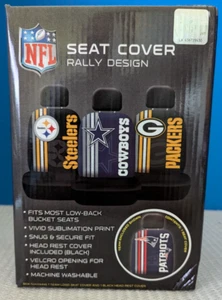 NFL
SEAT COVER
RALLY DESIGN
Steelers
COWBOYS
PACKERS
• FITS MOST LOW-BACK
BUCKET SEATS
• VIVID SUBLIMATION PRINT
• SNUG & SECURE FIT
• HEAD REST COVER
INCLUDED (BLACK)
• VELCRO OPENING FOR
HEAD REST
• MACHINE WASHABLE
PATRIOTS